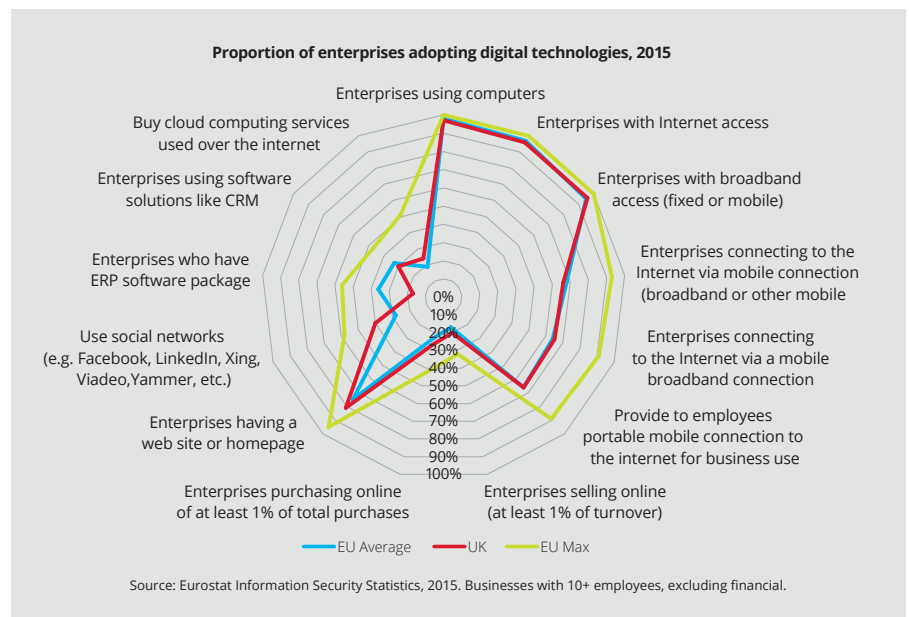 Proportion of enterprises adopting digital technologies, 2015
Enterprises using computers
Enterprises with Internet access
Enterprises with broadband
access (fixed or mobile)
Enterprises connecting to the
Internet via mobile connection
(broadband or other mobile
Enterprises connecting
to the Internet via a mobile
broadband connection
Provide to employees
portable mobile connection to
the internet for business use
Enterprises selling online
(at least 1% of turnover)
Enterprises purchasing online
of at least 1% of total purchases
Enterprises having a
web site or homepage
Use social networks
(e.g. Facebook, LinkedIn, Xing,
Viadeo,Yammer, etc.)
Enterprises who have
ERP software package
Enterprises using software
solutions like CRM
Buy cloud computing services
used over the internet
0%
10%
20%
30%
40%
50%
60%
70%
80%
90%
100%
EU Average
UK
EU Max
Source: Eurostat Information Security Statistics, 2015. Businesses with 10+ employees, excluding financial.